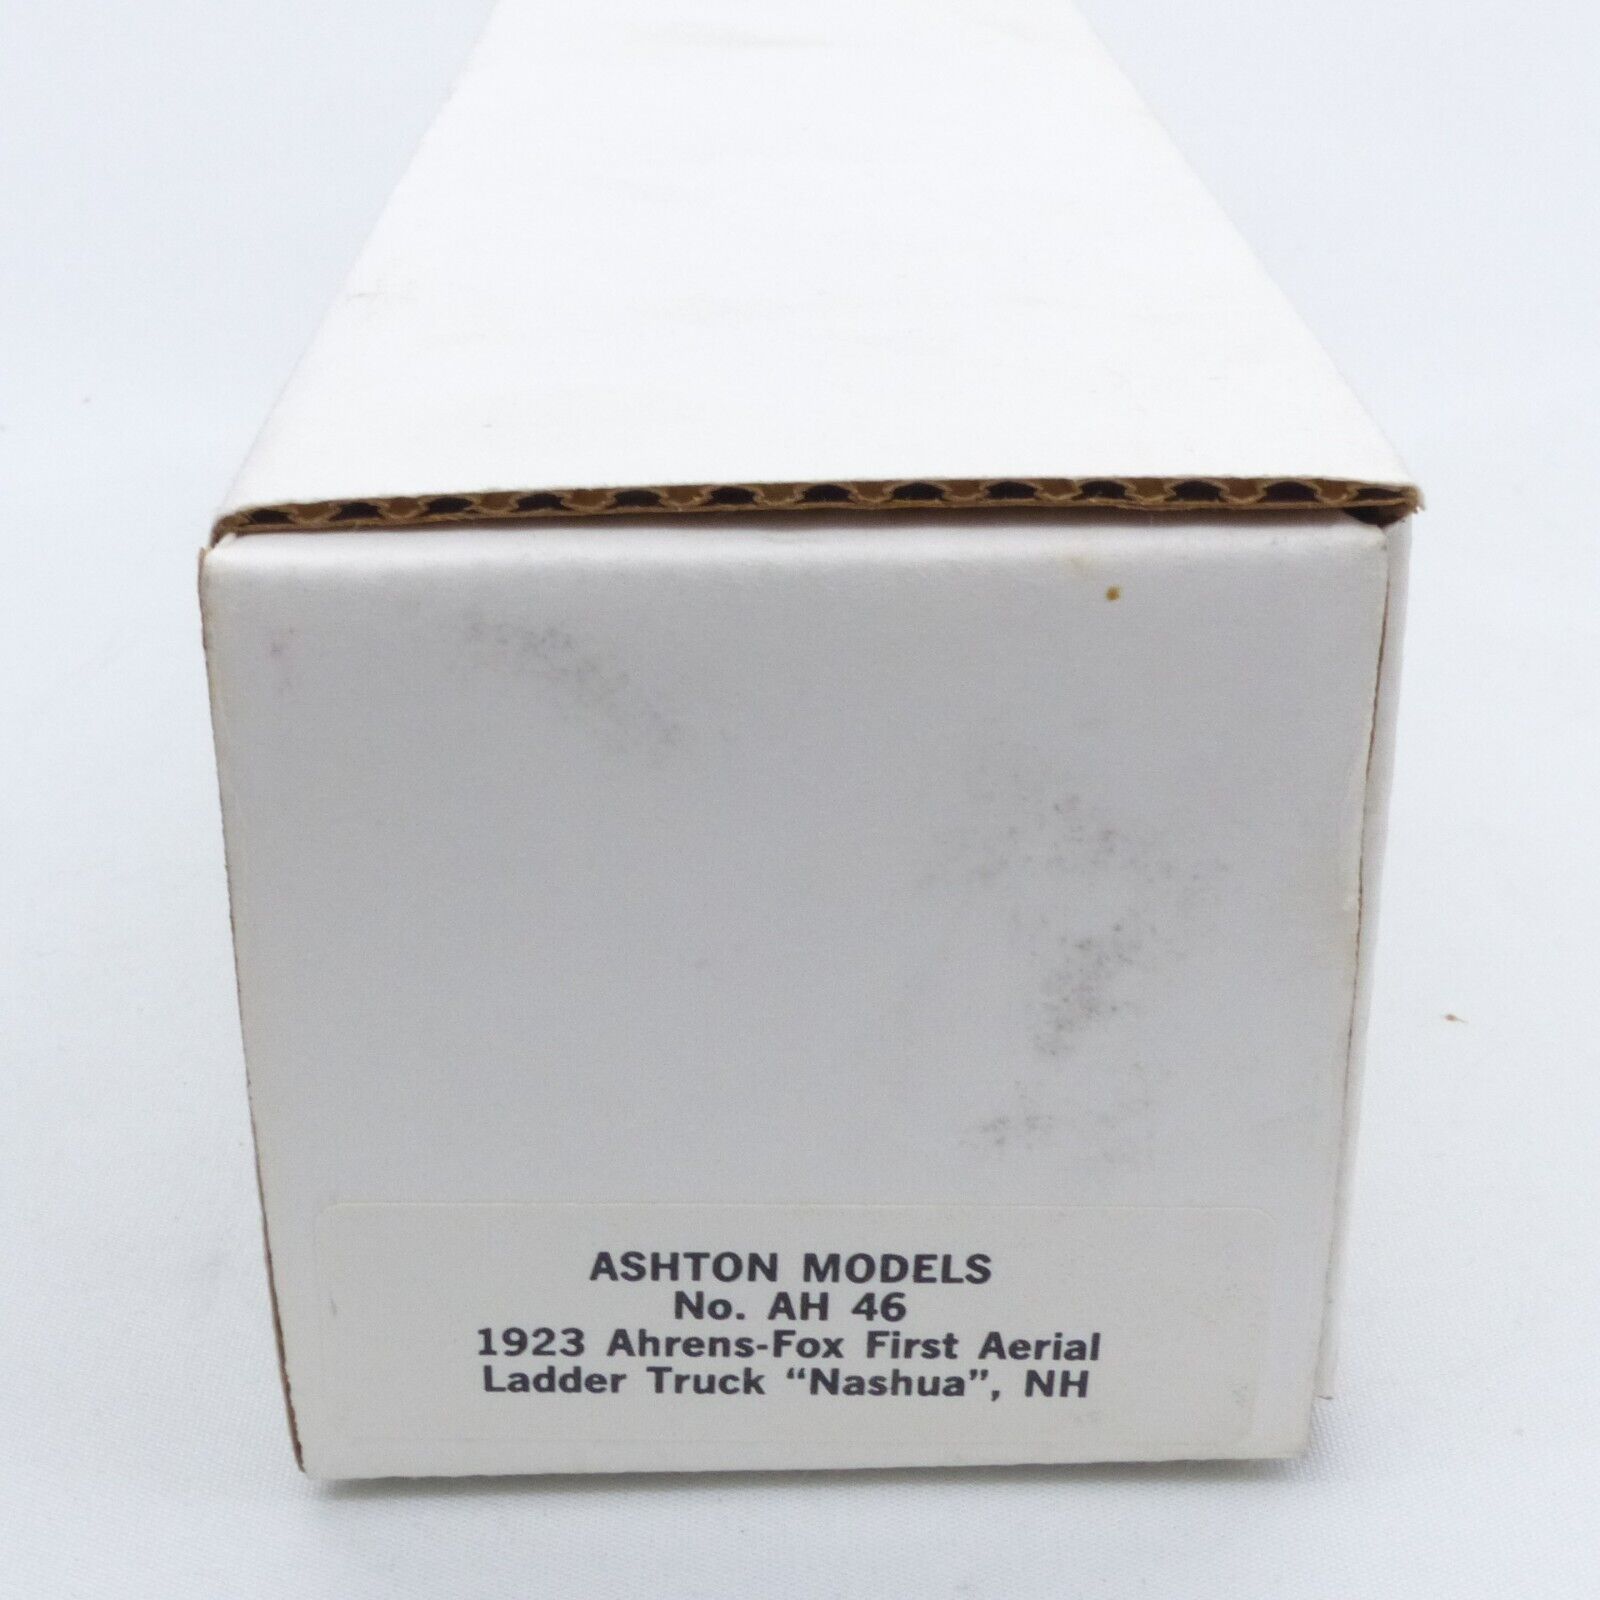 ASHTON MODELS
No. AH 46
1923 Ahrens-Fox First Aerial
Ladder Truck “Nashua”, NH